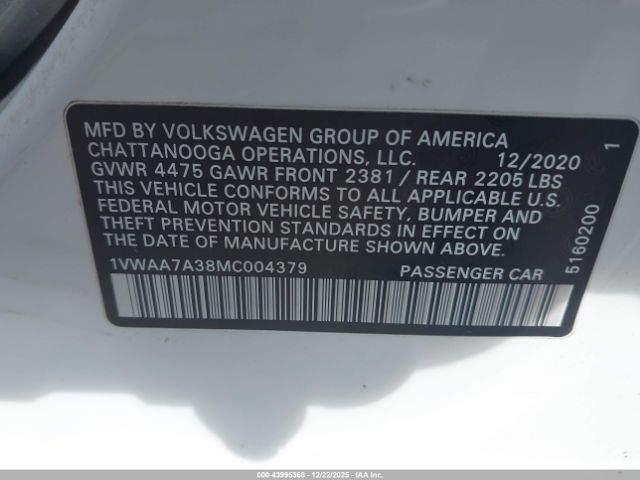 MFD BY VOLKSWAGEN GROUP OF AMERICA
CHATTANOOGA OPERATIONS, LLC. 12/2020
GVWR 4475 GAWR FRONT 2381 / REAR 2205 LBS
THIS VEHICLE CONFORMS TO ALL APPLICABLE U.S.
FEDERAL MOTOR VEHICLE SAFETY, BUMPER AND
THEFT PREVENTION STANDARDS IN EFFECT ON
THE DATE OF MANUFACTURE SHOWN ABOVE.
1VWAA7A38MC004379 PASSENGER CAR
5160200 1
000-43995368 - 12/22/2025 - IAA Inc.